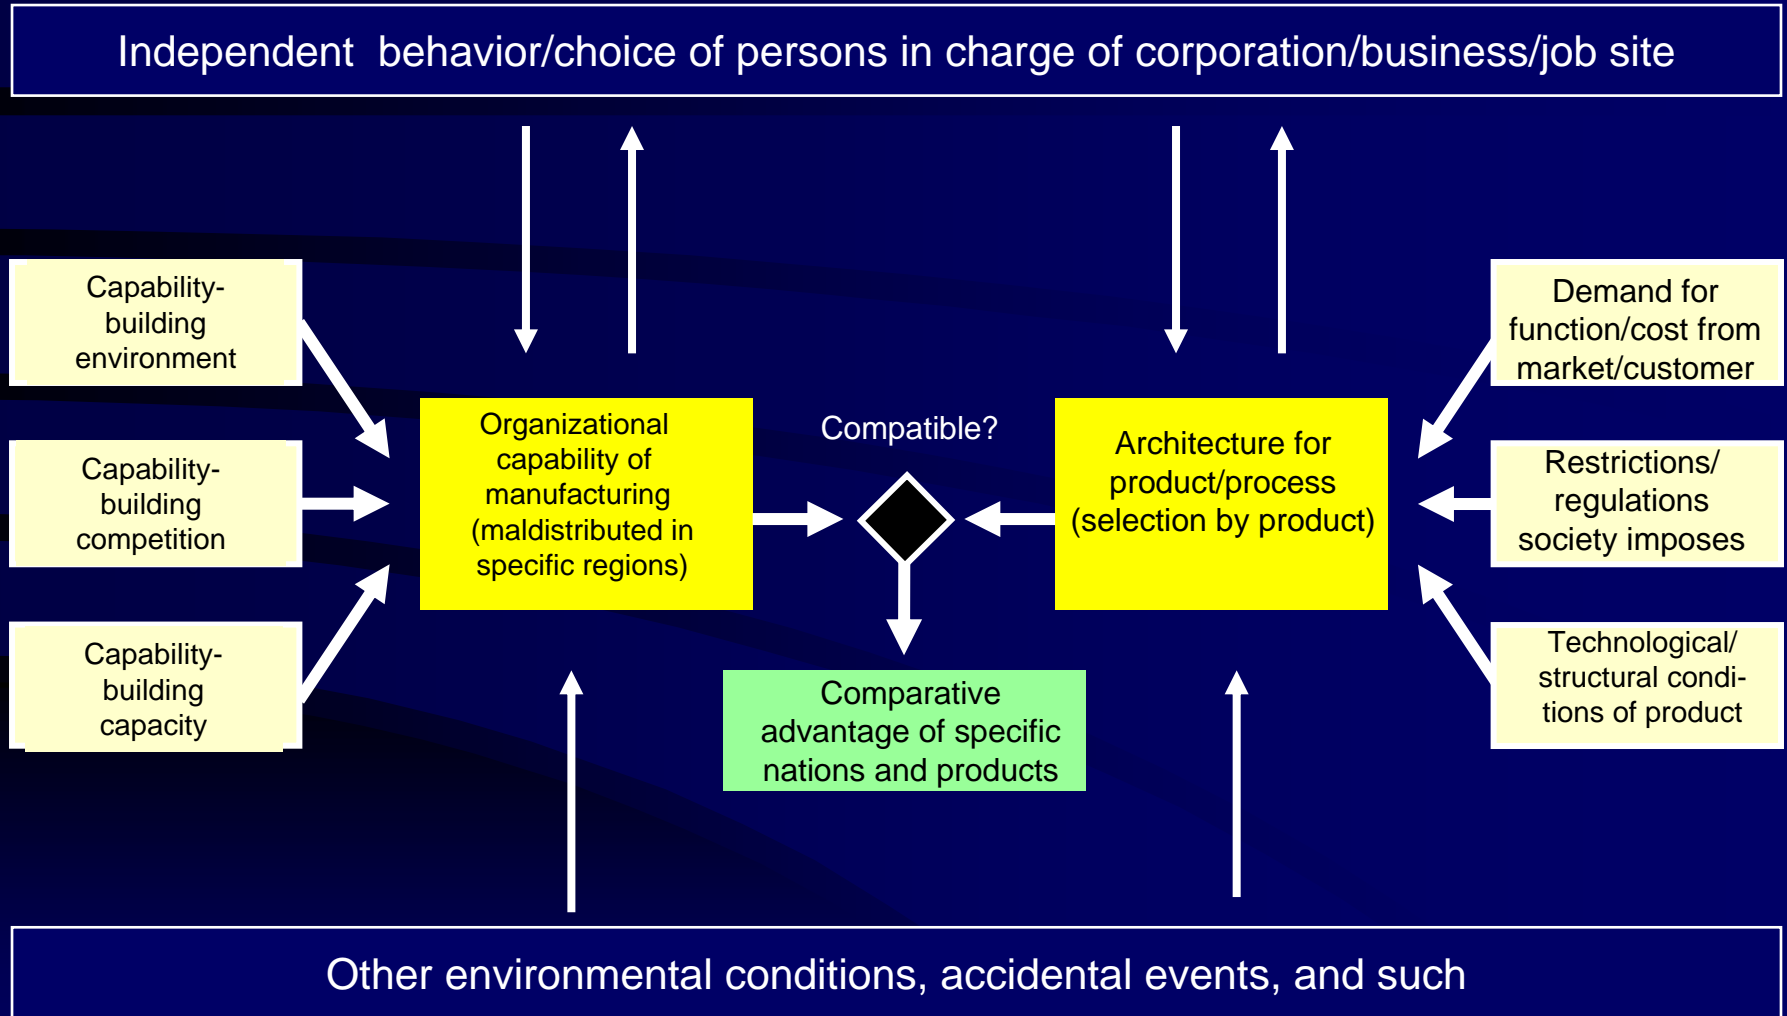 Independent  behavior/choice of persons in charge of corporation/business/job site
Capability-
building
environment
Capability-
building
competition
Capability-
building
capacity
Organizational
capability of
manufacturing
(maldistributed in
specific regions)
Compatible?
Comparative
advantage of specific
nations and products
Architecture for
product/process
(selection by product)
Demand for
function/cost from
market/customer
Restrictions/
regulations
society imposes
Technological/
structural condi-
tions of product
Other environmental conditions, accidental events, and such